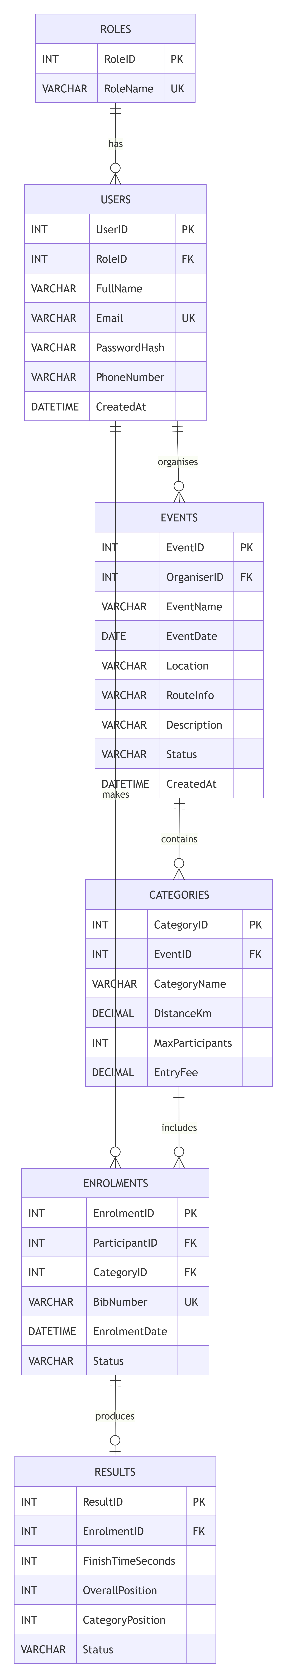 ROLES
INT RoleID PK
VARCHAR RoleName UK
has
USERS
INT UserID PK
INT RoleID FK
VARCHAR FullName
VARCHAR Email UK
VARCHAR PasswordHash
VARCHAR PhoneNumber
DATETIME CreatedAt
organises
EVENTS
INT EventID PK
INT OrganiserID FK
VARCHAR EventName
DATE EventDate
VARCHAR Location
VARCHAR RouteInfo
VARCHAR Description
VARCHAR Status
DATETIME CreatedAt
makes
contains
CATEGORIES
INT CategoryID PK
INT EventID FK
VARCHAR CategoryName
DECIMAL DistanceKm
INT MaxParticipants
DECIMAL EntryFee
includes
ENROLMENTS
INT EnrolmentID PK
INT ParticipantID FK
INT CategoryID FK
VARCHAR BibNumber UK
DATETIME EnrolmentDate
VARCHAR Status
produces
RESULTS
INT ResultID PK
INT EnrolmentID FK
INT FinishTimeSeconds
INT OverallPosition
INT CategoryPosition
VARCHAR Status